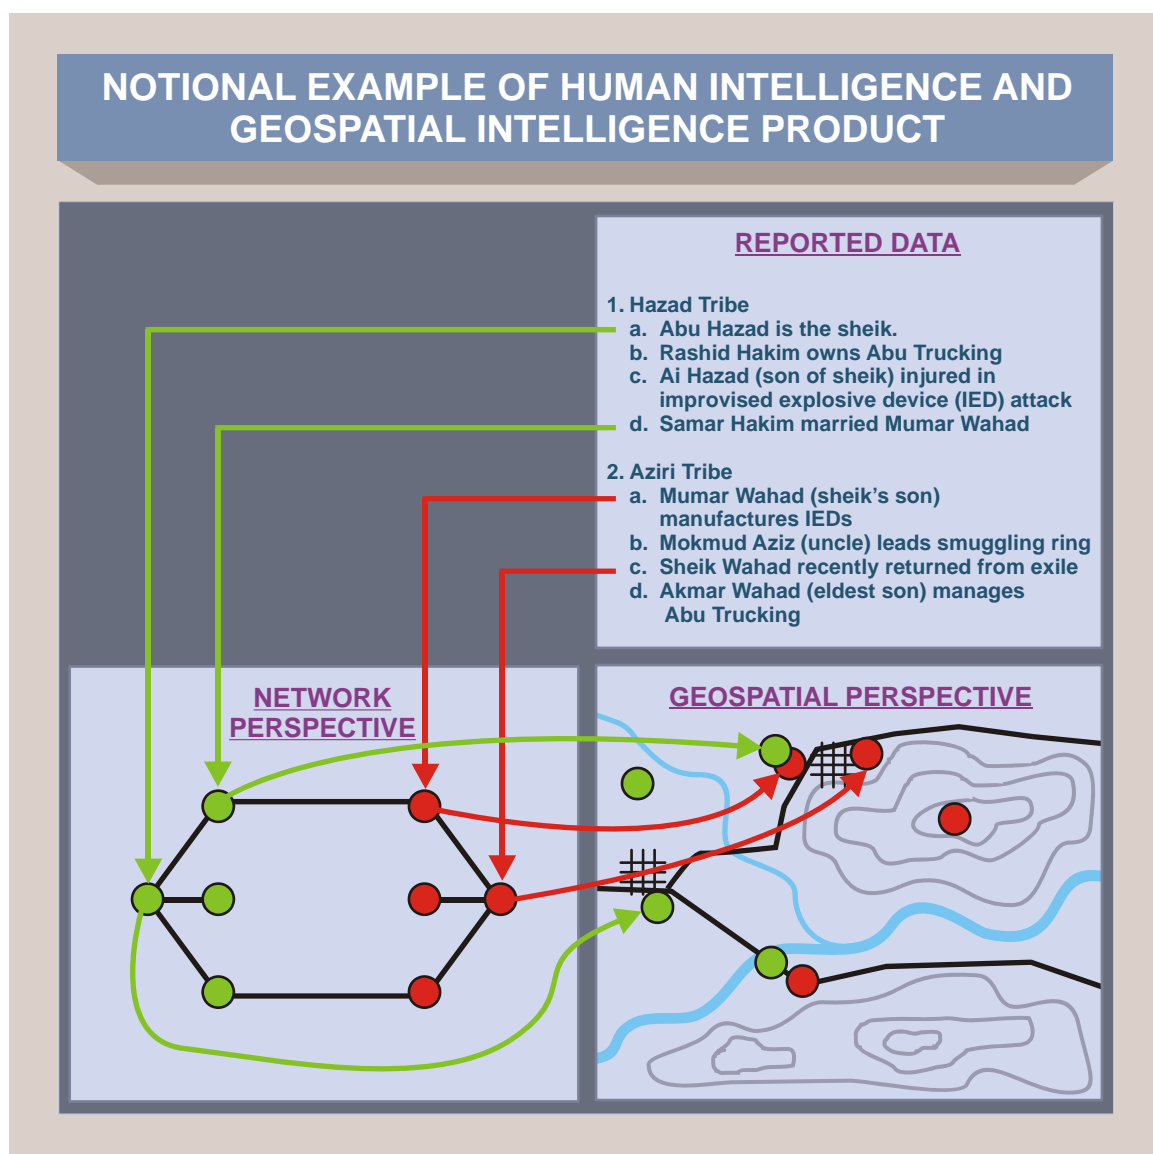 NOTIONAL EXAMPLE OF HUMAN INTELLIGENCE AND
GEOSPATIAL INTELLIGENCE PRODUCT
REPORTED DATA
1. Hazad Tribe
a. Abu Hazad is the sheik.
b. Rashid Hakim owns Abu Trucking
c. Ai Hazad (son of sheik) injured in
improvised explosive device (IED) attack
d. Samar Hakim married Mumar Wahad
2. Aziri Tribe
a. Mumar Wahad (sheik’s son)
manufactures IEDs
b. Mokmud Aziz (uncle) leads smuggling ring
c. Sheik Wahad recently returned from exile
d. Akmar Wahad (eldest son) manages
Abu Trucking
NETWORK
PERSPECTIVE
GEOSPATIAL PERSPECTIVE